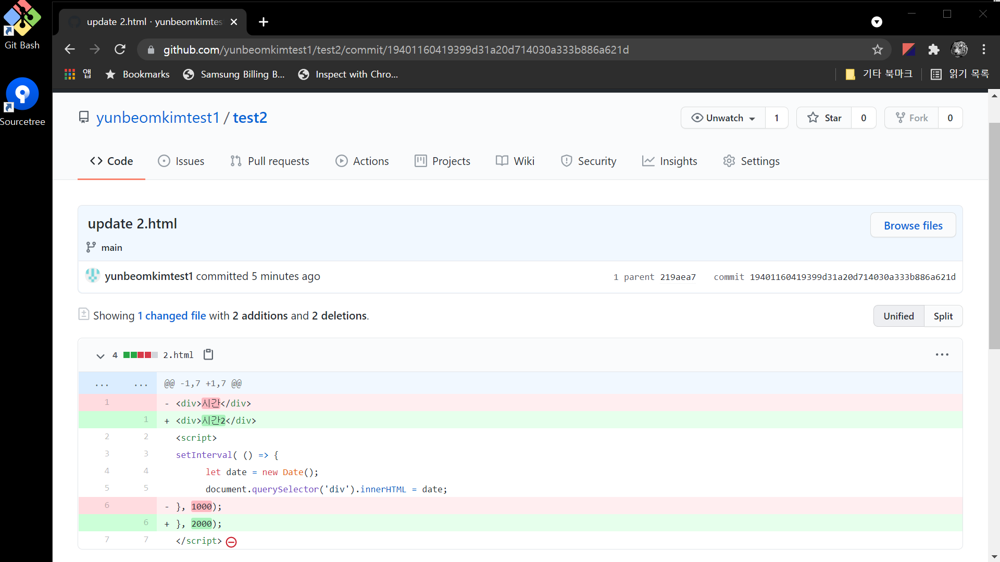 Git Bash
Sourcetree
update 2.html · yunbeomkimtes
github.com/yunbeomkimtest1/test2/commit/19401160419399d31a20d714030a333b886a621d
앱 Bookmarks Samsung Billing B... Inspect with Chro... 기타 북마크 읽기 목록
yunbeomkimtest1 / test2 Unwatch 1 Star 0 Fork 0
Code Issues Pull requests Actions Projects Wiki Security Insights Settings
update 2.html Browse files
main
yunbeomkimtest1 committed 5 minutes ago 1 parent 219aea7 commit 19401160419399d31a20d714030a333b886a621d
Showing 1 changed file with 2 additions and 2 deletions. Unified Split
4 2.html ...
... ... @@ -1,7 +1,7 @@
1 - <div>시간</div>
1 + <div>시간2</div>
2 2 <script>
3 3 setInterval( () => {
4 4 let date = new Date();
5 5 document.querySelector('div').innerHTML = date;
6 - }, 1000);
6 + }, 2000);
7 7 </script>